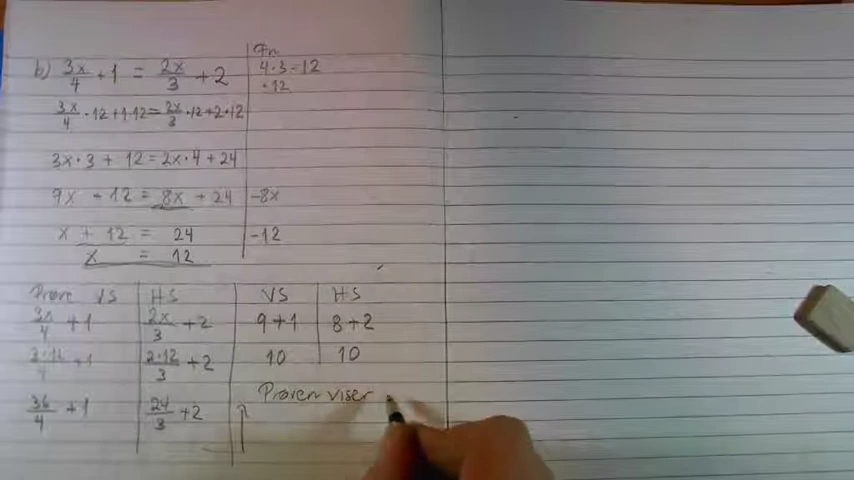 b) 3x/4 + 1 = 2x/3 + 2
Fn
4·3=12
·12
3x/4 ·12+1·12=2x/3 ·12+2·12
3x·3 + 12=2x·4+24
9x +12 = 8x + 24 -8x
x + 12 = 24 -12
x = 12
Prøve VS HS VS HS
3x/4 +1 2x/3 +2 9+1 8+2
3·12/4 +1 2·12/3 +2 10 10
Prøven viser
36/4 +1 24/3 +2